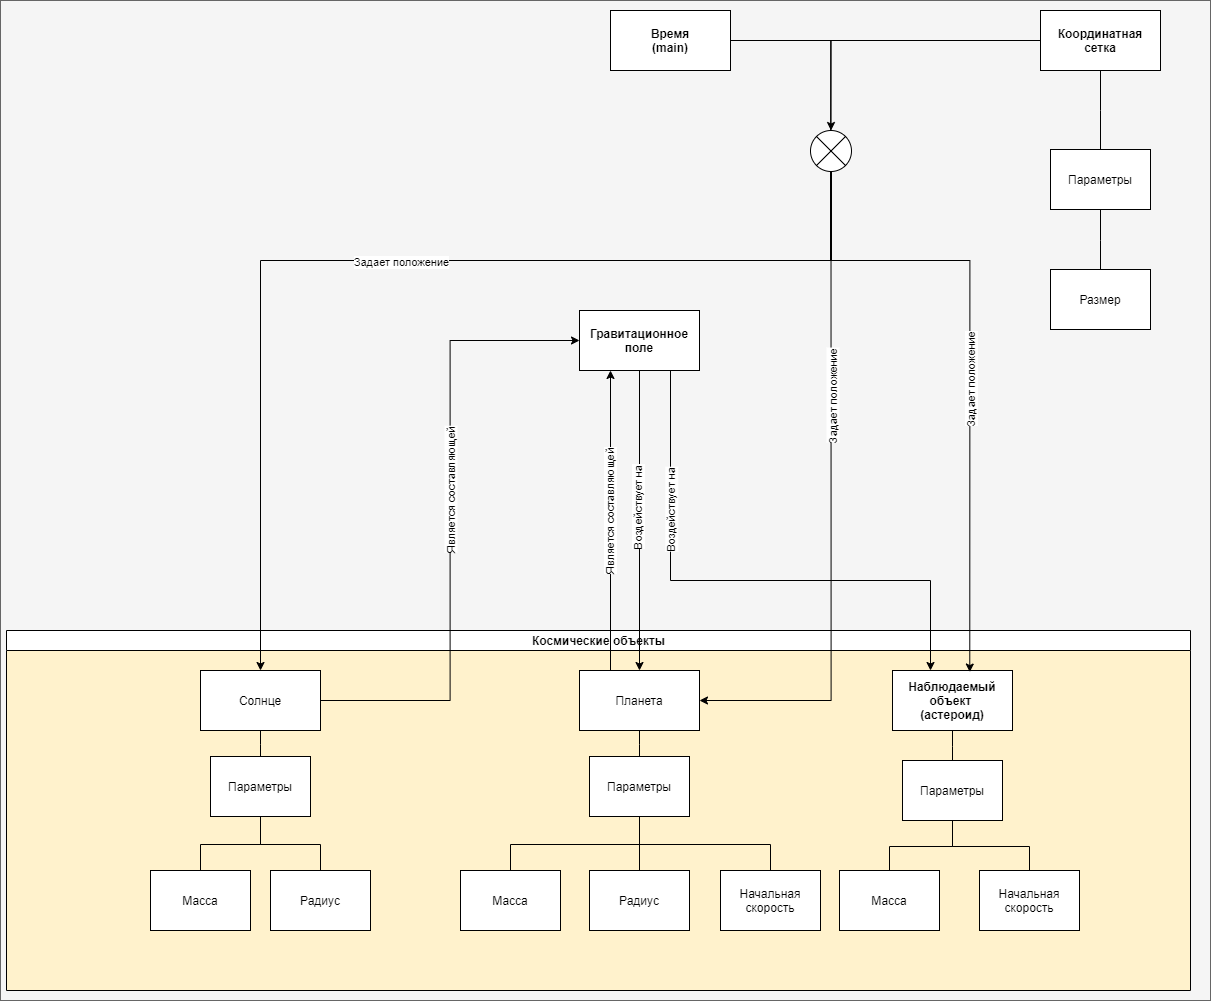 Время
(main)
Координатная
сетка
Параметры
Размер
Задает положение
Гравитационное
поле
Является составляющей
Является составляющей
Воздействует на
Воздействует на
Задает положение
Задает положение
Космические объекты
Солнце
Планета
Наблюдаемый
объект
(астероид)
Параметры
Параметры
Параметры
Масса
Радиус
Масса
Радиус
Начальная
скорость
Масса
Начальная
скорость